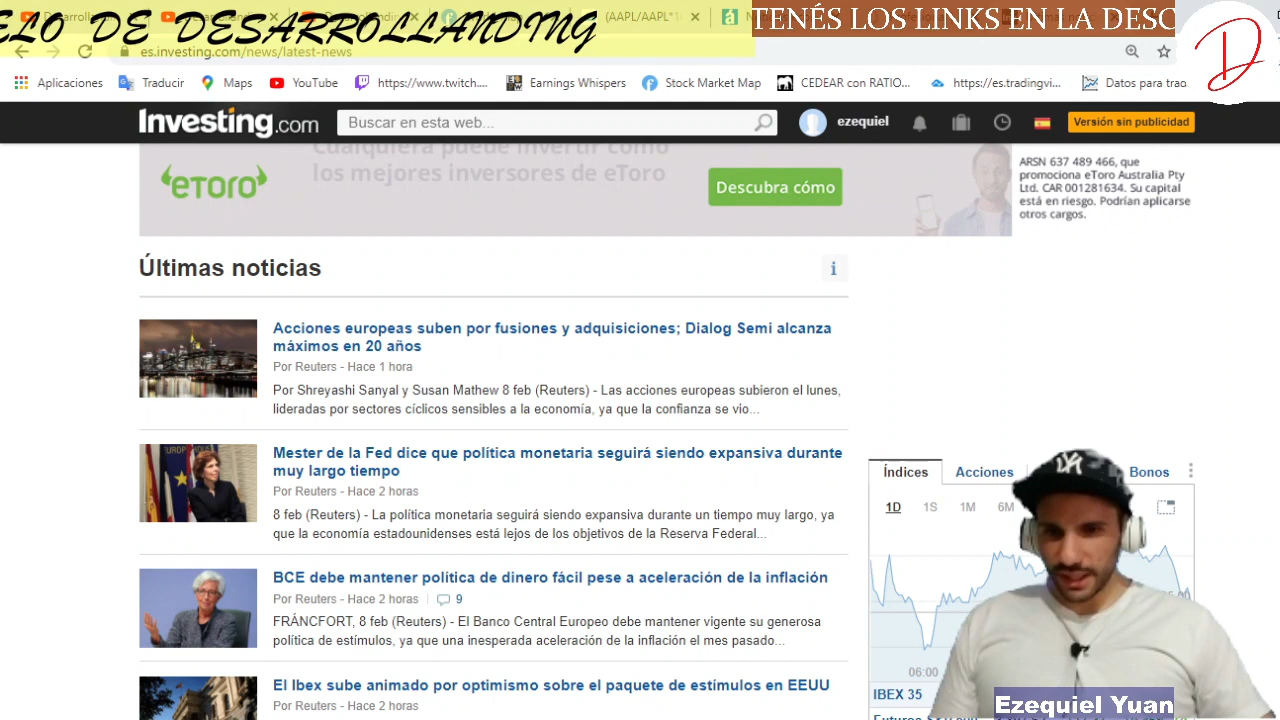 ELO DE DESARROLLANDING
TENÉS LOS LINKS EN LA DESC
(AAPL/AAPL*1
es.investing.com/news/latest-news
Aplicaciones
Traducir
Maps
YouTube
https://www.twitch....
Earnings Whispers
Stock Market Map
CEDEAR con RATIO...
https://es.tradingvi...
Datos para trad
D
Investing.com
Buscar en esta web...
ezequiel
Versión sin publicidad
Cualquiera puede invertir como
los mejores inversores de eToro
eToro
Descubra cómo
ARSN 637 489 466, que
promociona eToro Australia Pty
Ltd. CAR 001281634. Su capital
está en riesgo. Podrían aplicarse
otros cargos.
Últimas noticias
i
Acciones europeas suben por fusiones y adquisiciones; Dialog Semi alcanza
máximos en 20 años
Por Reuters - Hace 1 hora
Por Shreyashi Sanyal y Susan Mathew 8 feb (Reuters) - Las acciones europeas subieron el lunes,
lideradas por sectores cíclicos sensibles a la economía, ya que la confianza se vio...
Mester de la Fed dice que política monetaria seguirá siendo expansiva durante
muy largo tiempo
Por Reuters - Hace 2 horas
8 feb (Reuters) - La política monetaria seguirá siendo expansiva durante un tiempo muy largo, ya
que la economía estadounidenses está lejos de los objetivos de la Reserva Federal...
BCE debe mantener política de dinero fácil pese a aceleración de la inflación
Por Reuters - Hace 2 horas
9
FRÁNCFORT, 8 feb (Reuters) - El Banco Central Europeo debe mantener vigente su generosa
política de estímulos, ya que una inesperada aceleración de la inflación el mes pasado...
El Ibex sube animado por optimismo sobre el paquete de estímulos en EEUU
Por Reuters - Hace 2 horas
Índices
Acciones
Bonos
1D
1S
1M
6M
06:00
IBEX 35
Ezequiel Yuan